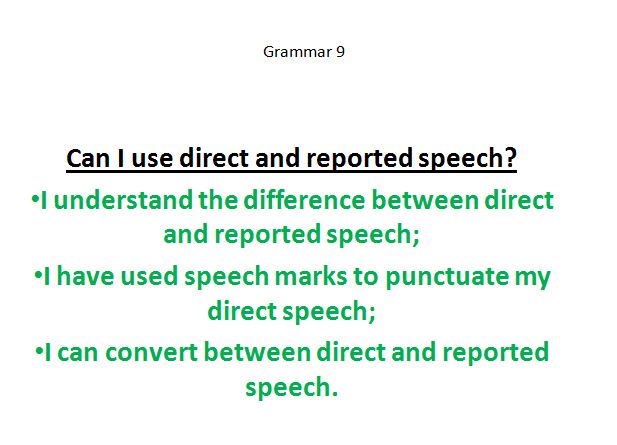 Grammar 9
Can I use direct and reported speech?
•I understand the difference between direct
and reported speech;
•I have used speech marks to punctuate my
direct speech;
•I can convert between direct and reported
speech.